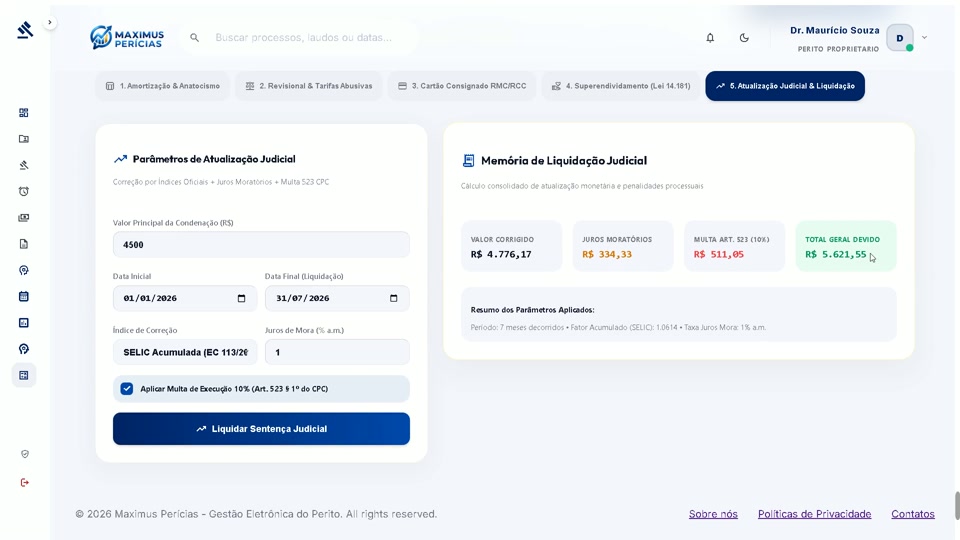 MAXIMUS
PERÍCIAS
Buscar processos, laudos ou datas...
Dr. Maurício Souza
PERITO PROPRIETARIO
D
1. Amortização & Anatocismo
2. Revisional & Tarifas Abusivas
3. Cartão Consignado RMC/RCC
4. Superendividamento (Lei 14.181)
5. Atualização Judicial & Liquidação
Parâmetros de Atualização Judicial
Correção por Índices Oficiais + Juros Moratórios + Multa 523 CPC
Valor Principal da Condenação (R$)
4500
Data Inicial
Data Final (Liquidação)
01/01/2026
31/07/2026
Índice de Correção
Juros de Mora (% a.m.)
SELIC Acumulada (EC 113/20
1
Aplicar Multa de Execução 10% (Art. 523 § 1º do CPC)
Liquidar Sentença Judicial
Memória de Liquidação Judicial
Cálculo consolidado de atualização monetária e penalidades processuais
VALOR CORRIGIDO
R$ 4.776,17
JUROS MORATÓRIOS
R$ 334,33
MULTA ART. 523 (10%)
R$ 511,05
TOTAL GERAL DEVIDO
R$ 5.621,55
Resumo dos Parâmetros Aplicados:
Período: 7 meses decorridos • Fator Acumulado (SELIC): 1.0614 • Taxa Juros Mora: 1% a.m.
© 2026 Maximus Perícias - Gestão Eletrônica do Perito. All rights reserved.
Sobre nós
Políticas de Privacidade
Contatos